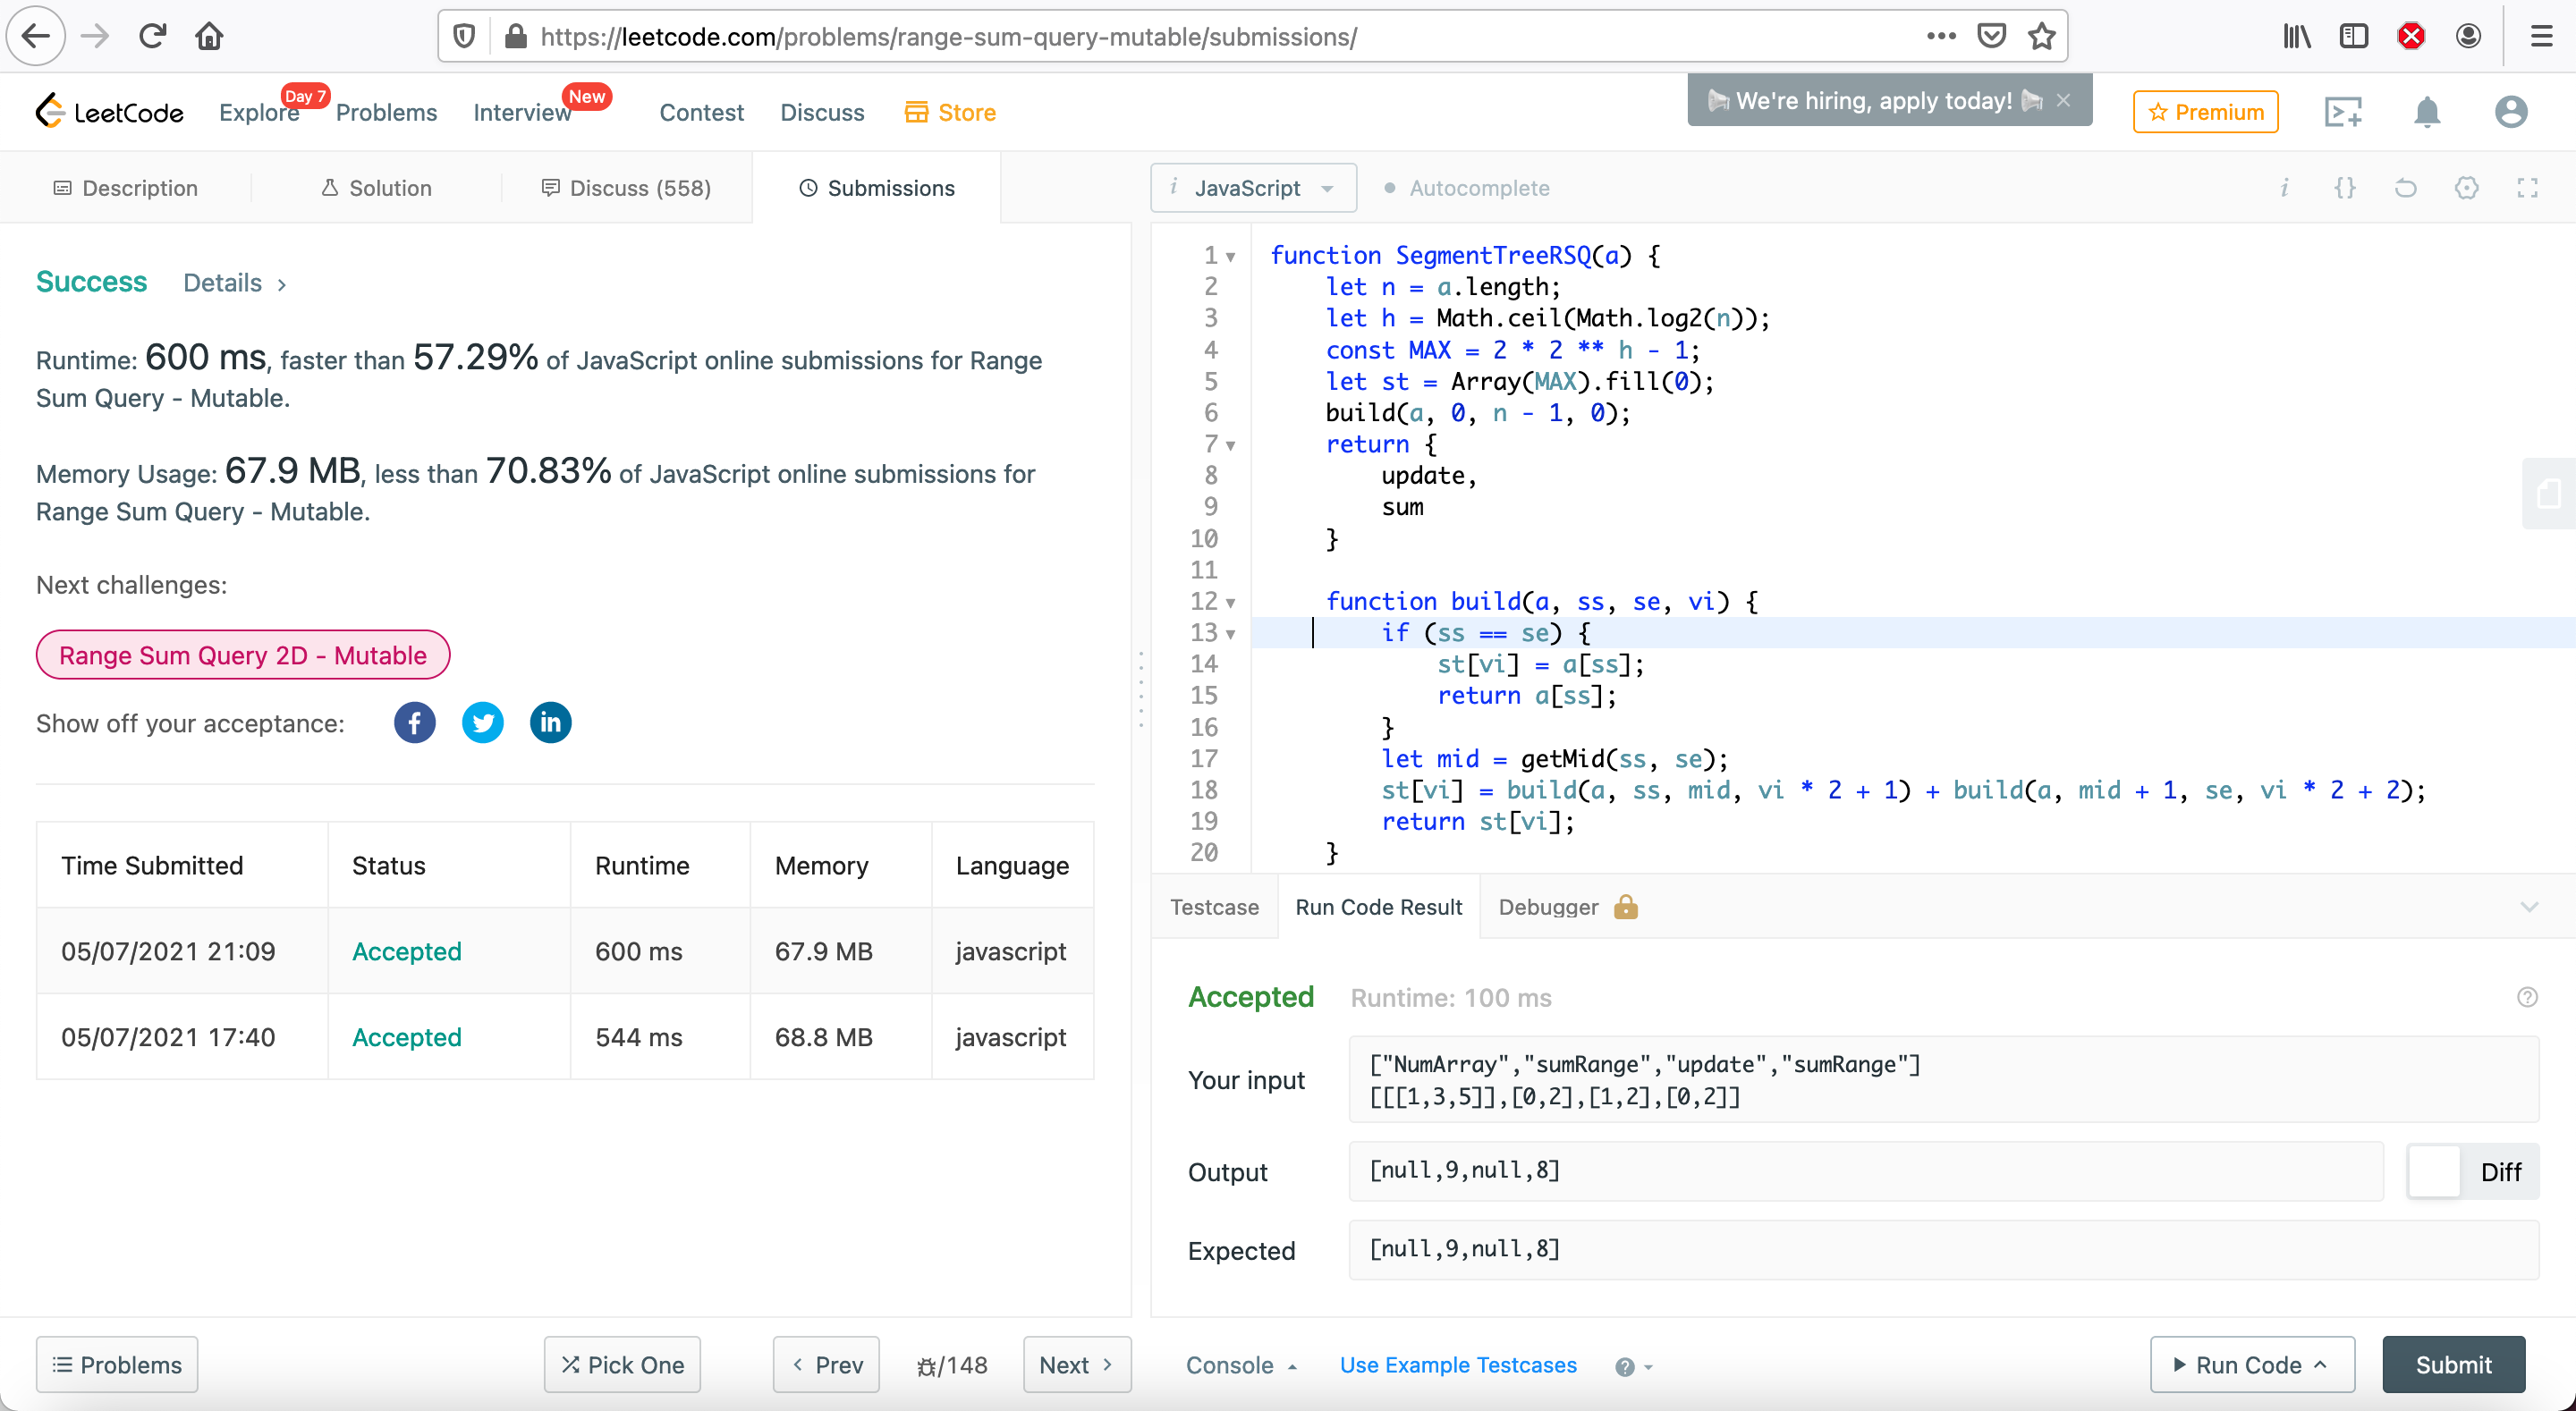 https://leetcode.com/problems/range-sum-query-mutable/submissions/
LeetCode
Explore
Day 7
Problems
Interview
New
Contest
Discuss
Store
We're hiring, apply today!
Premium
Description
Solution
Discuss (558)
Submissions
Success
Details
Runtime: 600 ms, faster than 57.29% of JavaScript online submissions for Range
Sum Query - Mutable.
Memory Usage: 67.9 MB, less than 70.83% of JavaScript online submissions for
Range Sum Query - Mutable.
Next challenges:
Range Sum Query 2D - Mutable
Show off your acceptance:
Time Submitted Status Runtime Memory Language
05/07/2021 21:09 Accepted 600 ms 67.9 MB javascript
05/07/2021 17:40 Accepted 544 ms 68.8 MB javascript
Problems
Pick One
Prev
/148
Next
i JavaScript
Autocomplete
1 function SegmentTreeRSQ(a) {
2 let n = a.length;
3 let h = Math.ceil(Math.log2(n));
4 const MAX = 2 * 2 ** h - 1;
5 let st = Array(MAX).fill(0);
6 build(a, 0, n - 1, 0);
7 return {
8 update,
9 sum
10 }
11
12 function build(a, ss, se, vi) {
13 if (ss == se) {
14 st[vi] = a[ss];
15 return a[ss];
16 }
17 let mid = getMid(ss, se);
18 st[vi] = build(a, ss, mid, vi * 2 + 1) + build(a, mid + 1, se, vi * 2 + 2);
19 return st[vi];
20 }
Testcase
Run Code Result
Debugger
Accepted
Runtime: 100 ms
Your input
["NumArray","sumRange","update","sumRange"]
[[[1,3,5]],[0,2],[1,2],[0,2]]
Output
[null,9,null,8]
Diff
Expected
[null,9,null,8]
Console
Use Example Testcases
Run Code
Submit